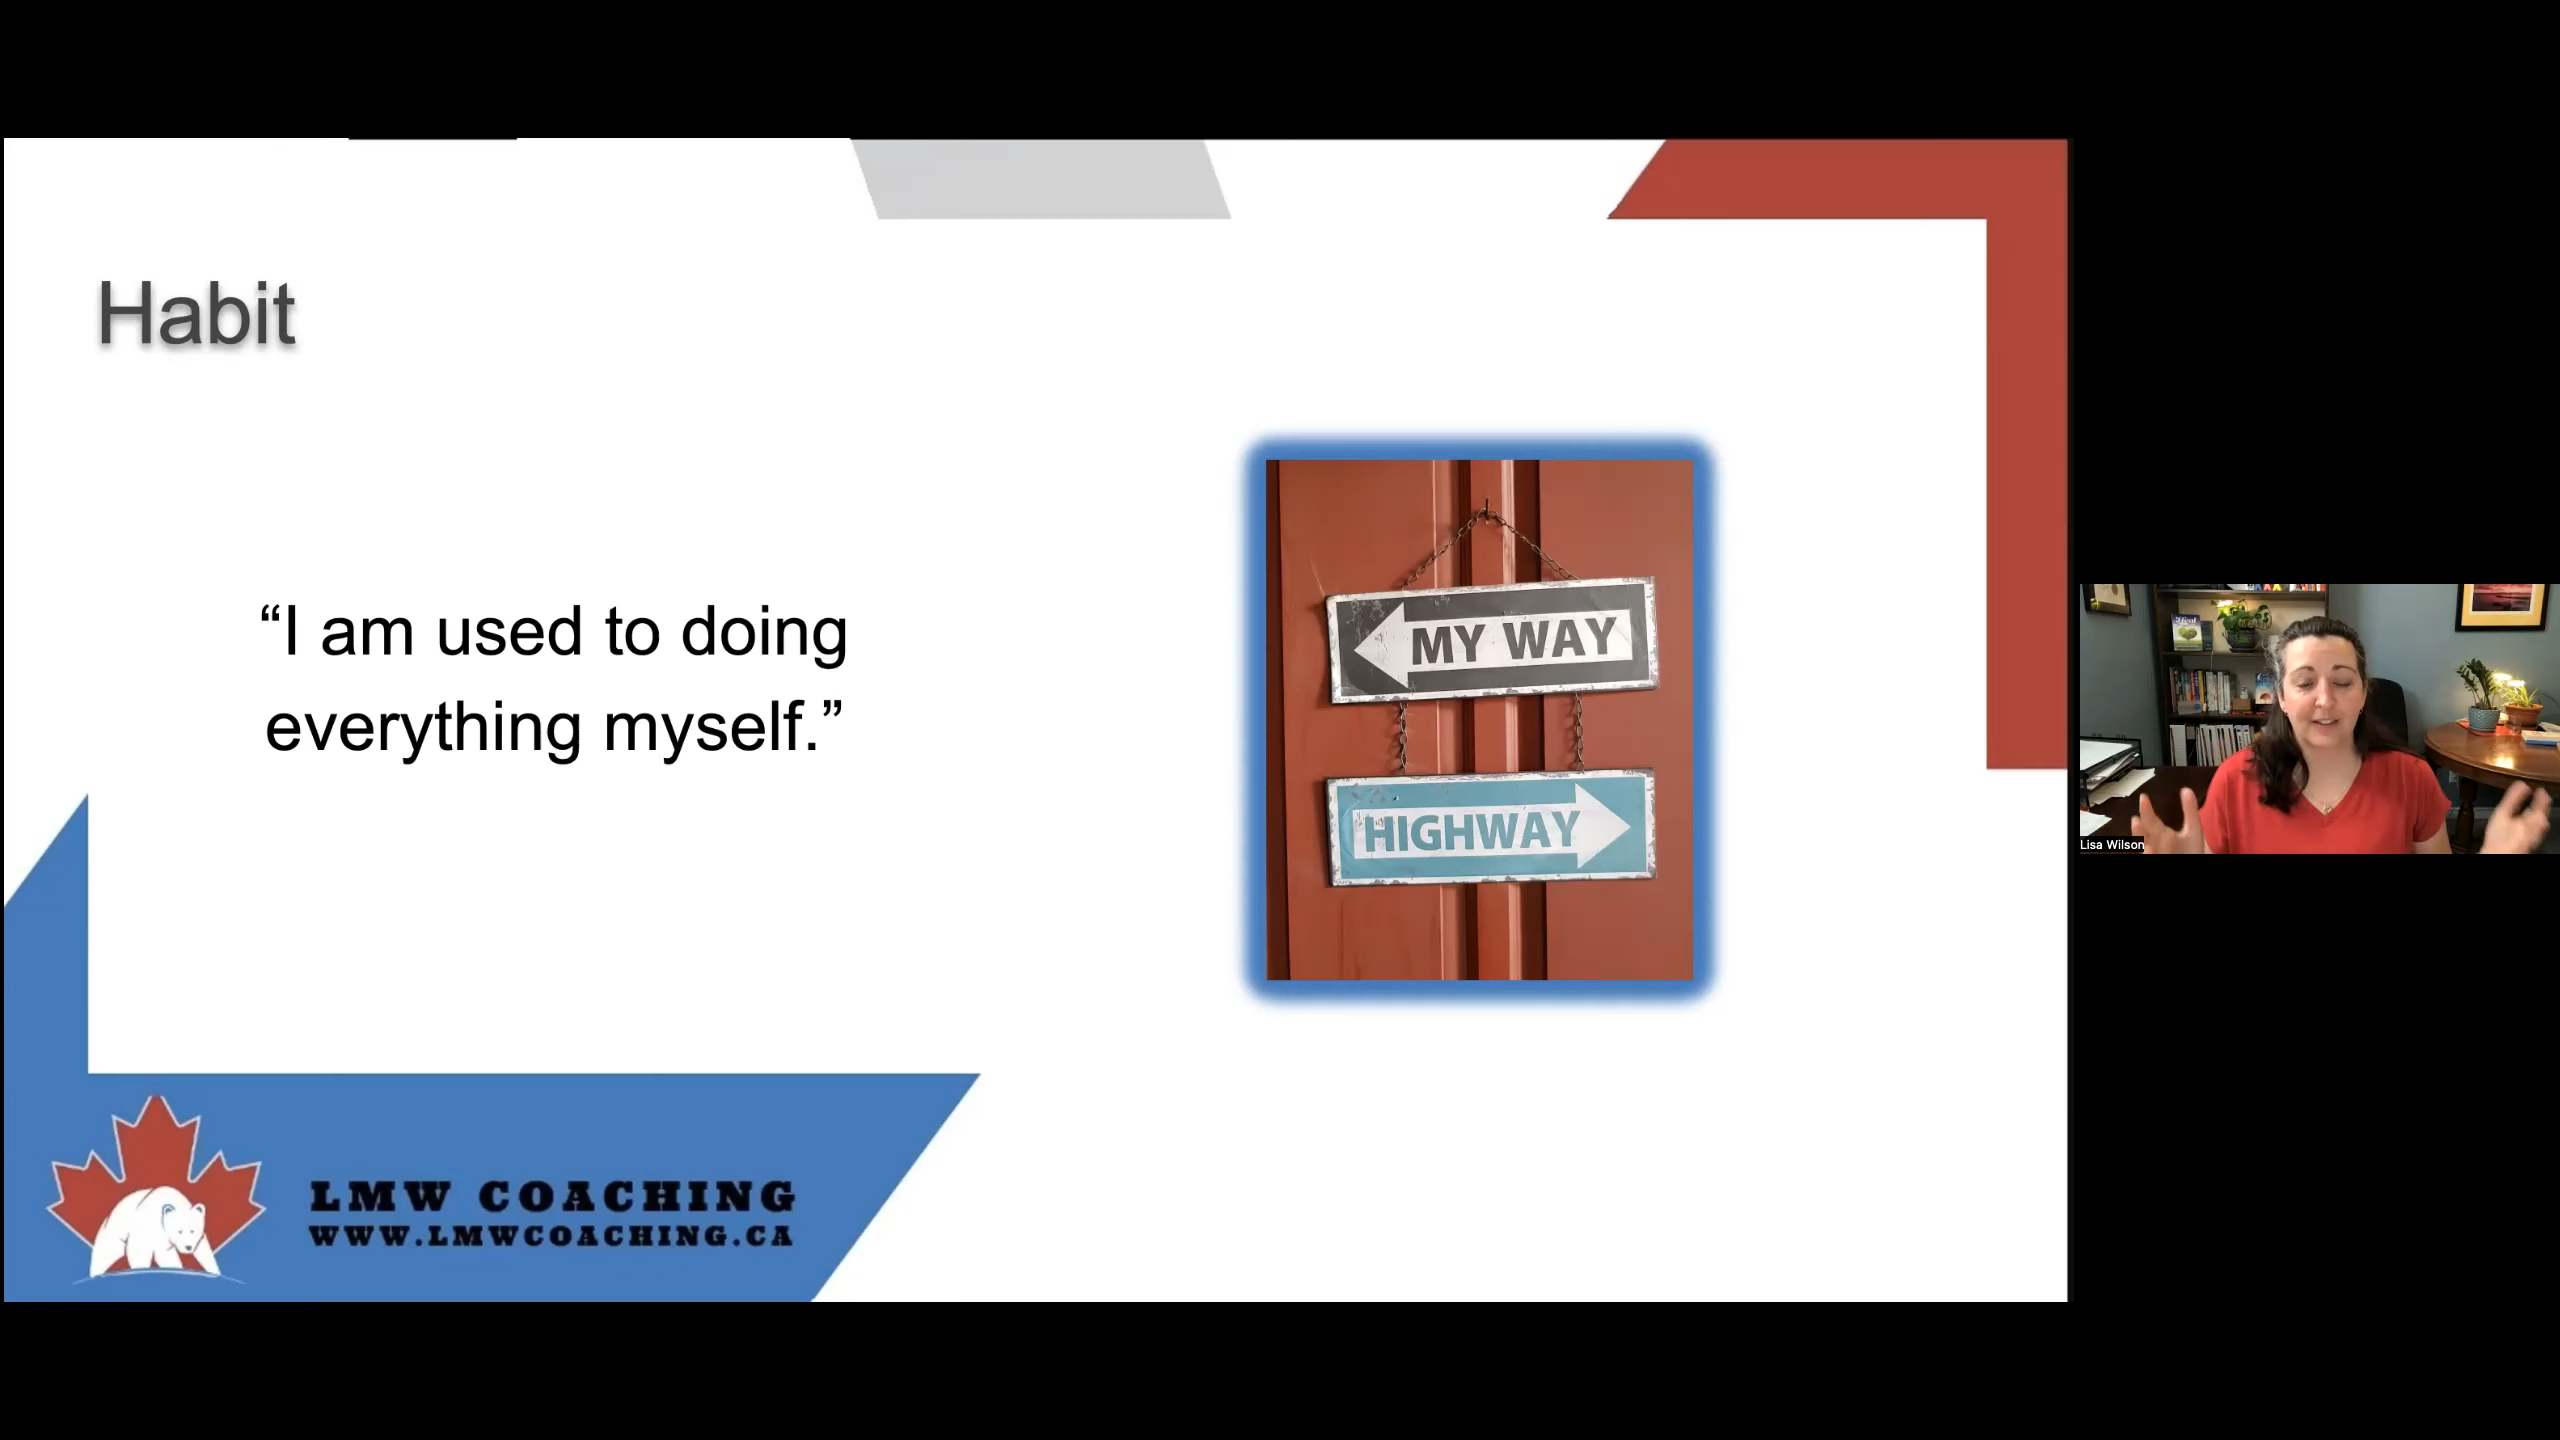 Habit
“I am used to doing
everything myself.”
MY WAY
HIGHWAY
LMW COACHING
WWW.LMWCOACHING.CA
Lisa Wilson